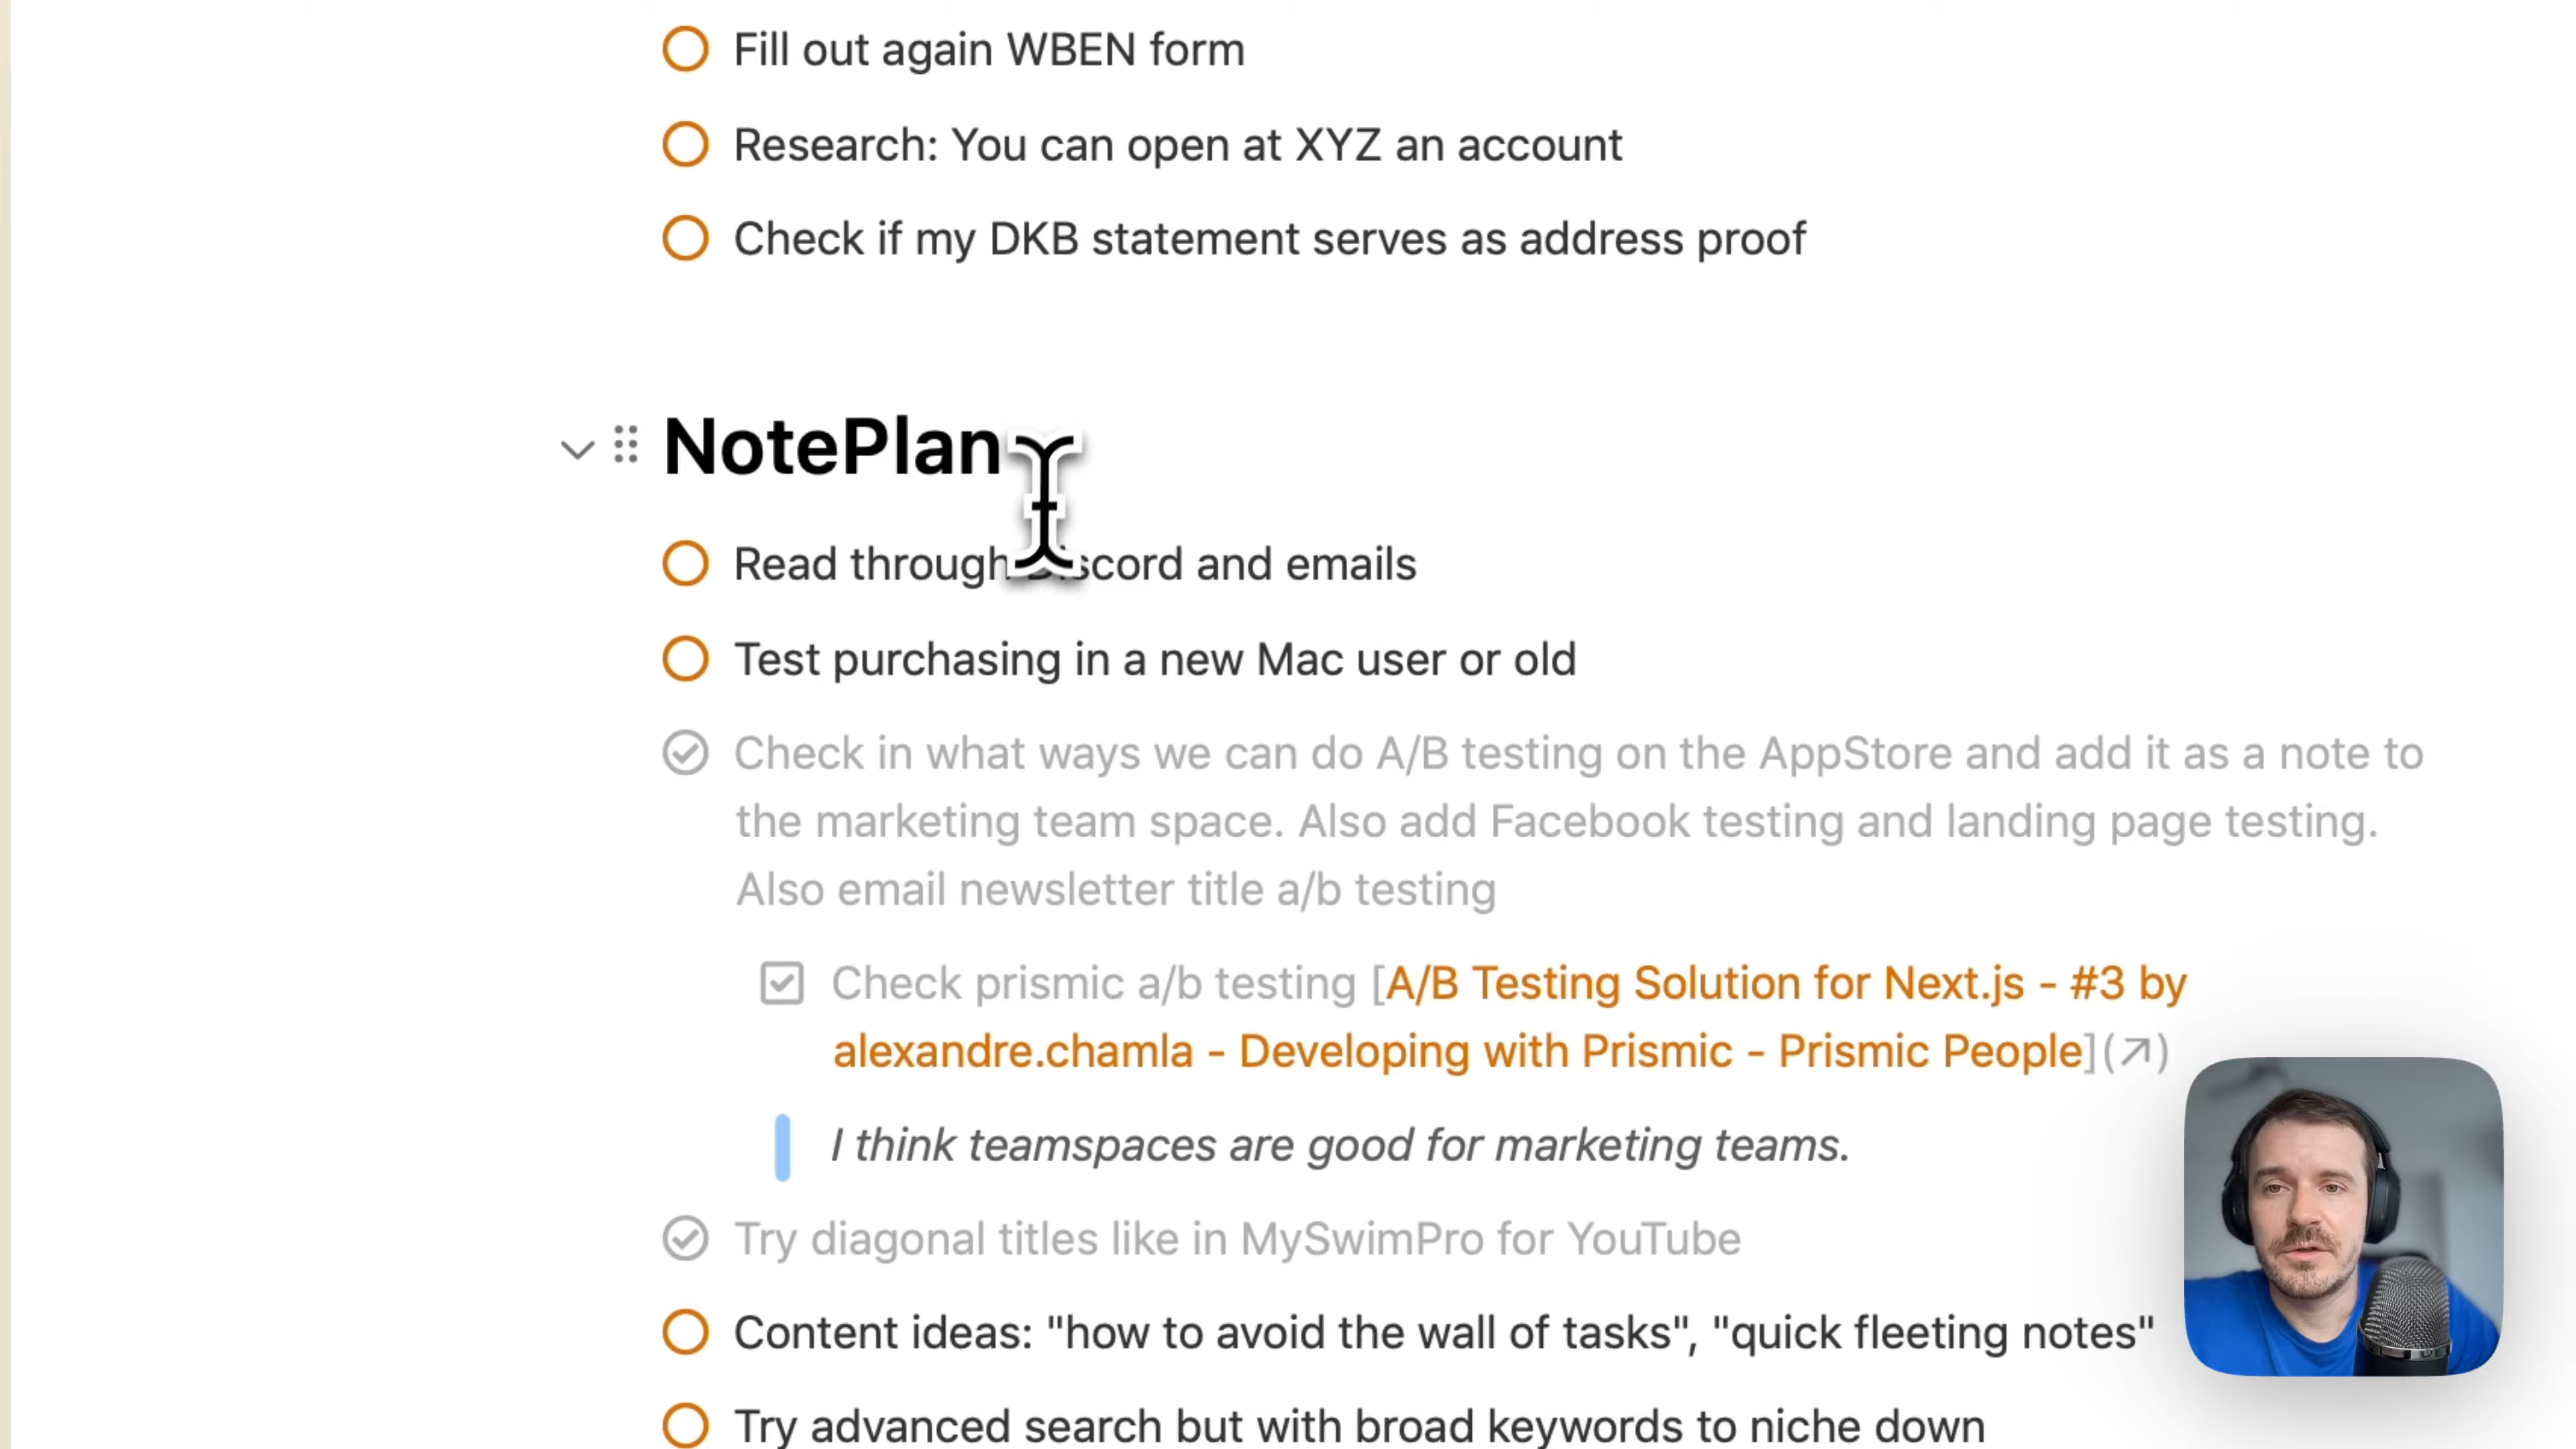 Fill out again WBEN form
Research: You can open at XYZ an account
Check if my DKB statement serves as address proof
NotePlan
Read through Discord and emails
Test purchasing in a new Mac user or old
Check in what ways we can do A/B testing on the AppStore and add it as a note to
the marketing team space. Also add Facebook testing and landing page testing.
Also email newsletter title a/b testing
Check prismic a/b testing [A/B Testing Solution for Next.js - #3 by
alexandre.chamla - Developing with Prismic - Prismic People](↗)
I think teamspaces are good for marketing teams.
Try diagonal titles like in MySwimPro for YouTube
Content ideas: "how to avoid the wall of tasks", "quick fleeting notes"
Try advanced search but with broad keywords to niche down